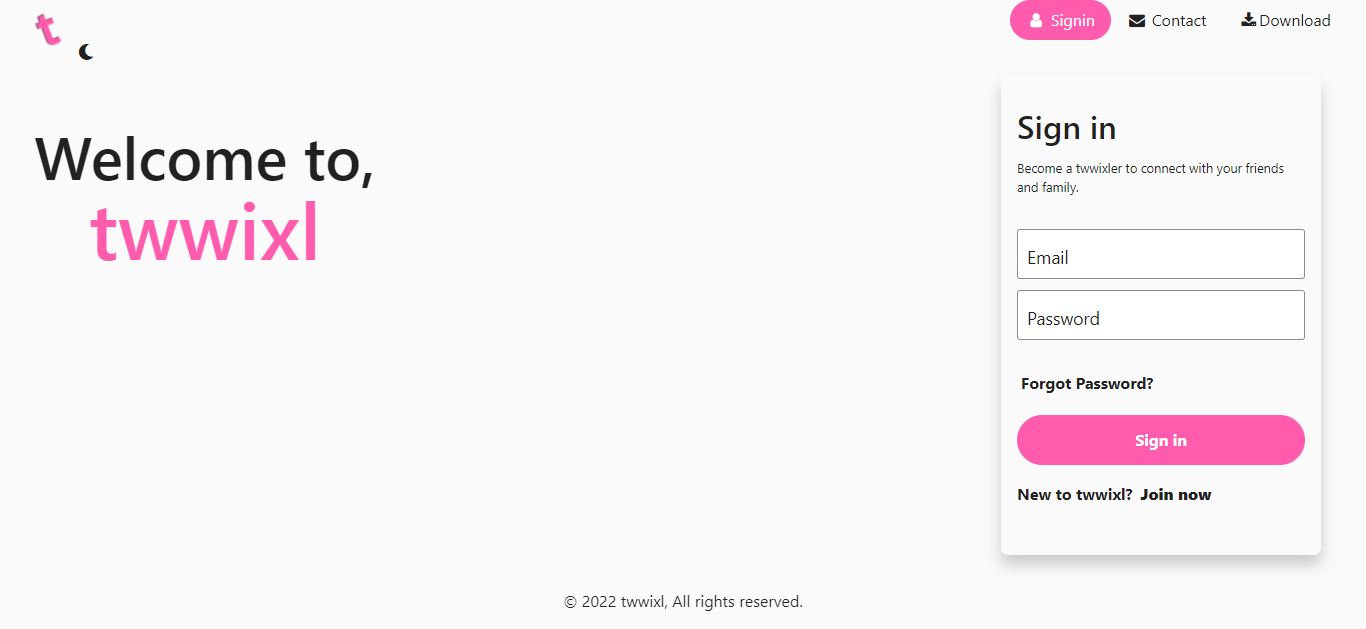 t
Signin Contact Download
Welcome to,
twwixl
Sign in
Become a twwixler to connect with your friends
and family.
Email
Password
Forgot Password?
Sign in
New to twwixl? Join now
© 2022 twwixl, All rights reserved.